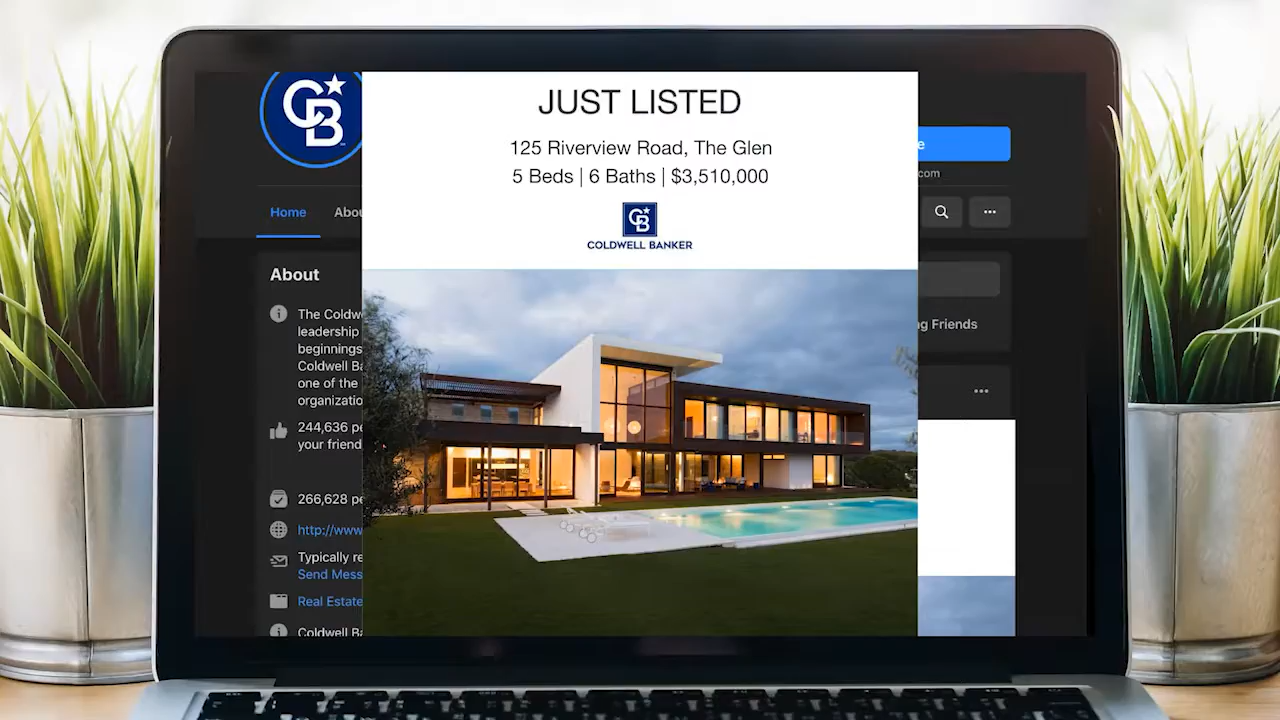 CB
JUST LISTED
125 Riverview Road, The Glen
5 Beds | 6 Baths | $3,510,000
CB
COLDWELL BANKER
com
Home
About
The Coldw
leadership
beginnings
Coldwell Ba
one of the
organizatio
244,636 pe
your friend
266,628 pe
http://www
Typically re
Send Mess
Real Estate
Coldwell Ba
g Friends